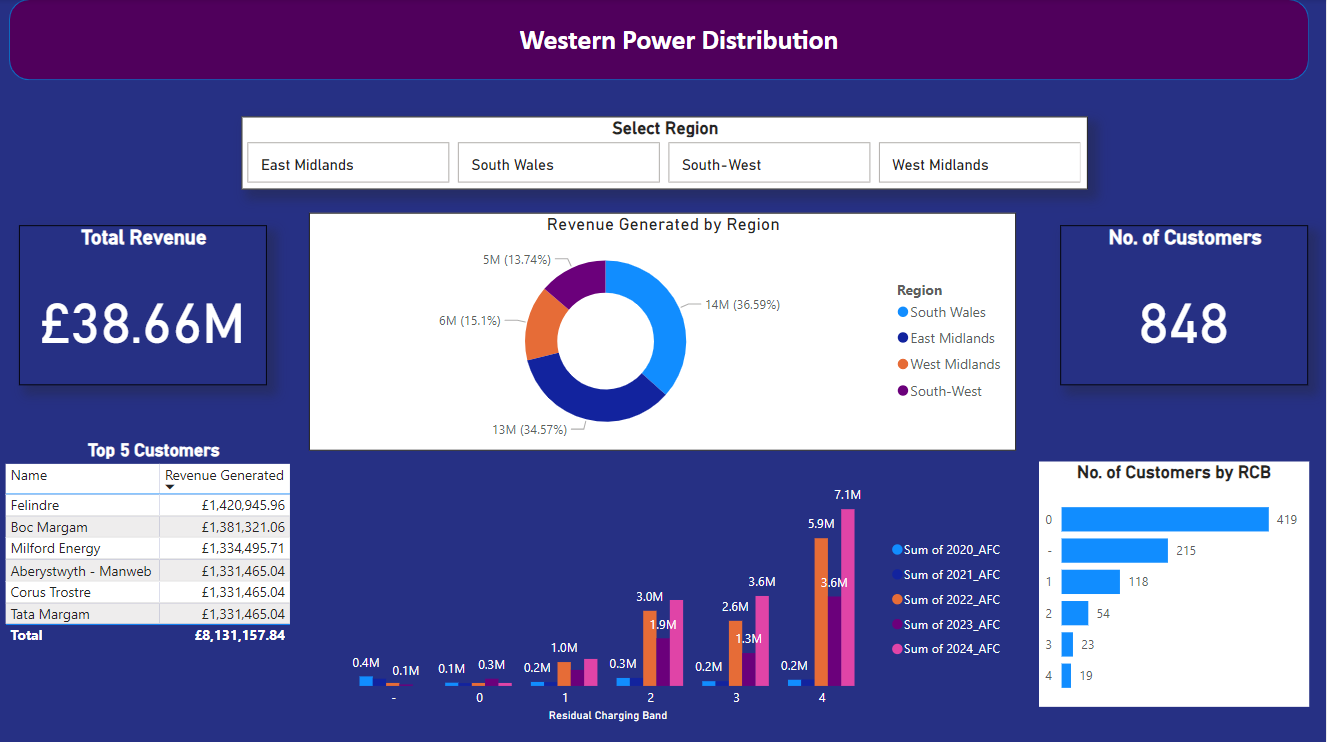 Western Power Distribution
Select Region
East Midlands
South Wales
South-West
West Midlands
Total Revenue
£38.66M
Revenue Generated by Region
5M (13.74%)
14M (36.59%)
6M (15.1%)
13M (34.57%)
Region
South Wales
East Midlands
West Midlands
South-West
No. of Customers
848
Top 5 Customers
Name Revenue Generated
Felindre £1,420,945.96
Boc Margam £1,381,321.06
Milford Energy £1,334,495.71
Aberystwyth - Manweb £1,331,465.04
Corus Trostre £1,331,465.04
Tata Margam £1,331,465.04
Total £8,131,157.84
7.1M
5.9M
3.6M
3.6M
3.0M
2.6M
1.9M
1.3M
1.0M
0.4M
0.1M
0.1M
0.3M
0.2M
0.3M
0.2M
0.2M
- 0 1 2 3 4
Residual Charging Band
Sum of 2020_AFC
Sum of 2021_AFC
Sum of 2022_AFC
Sum of 2023_AFC
Sum of 2024_AFC
No. of Customers by RCB
0 419
- 215
1 118
2 54
3 23
4 19